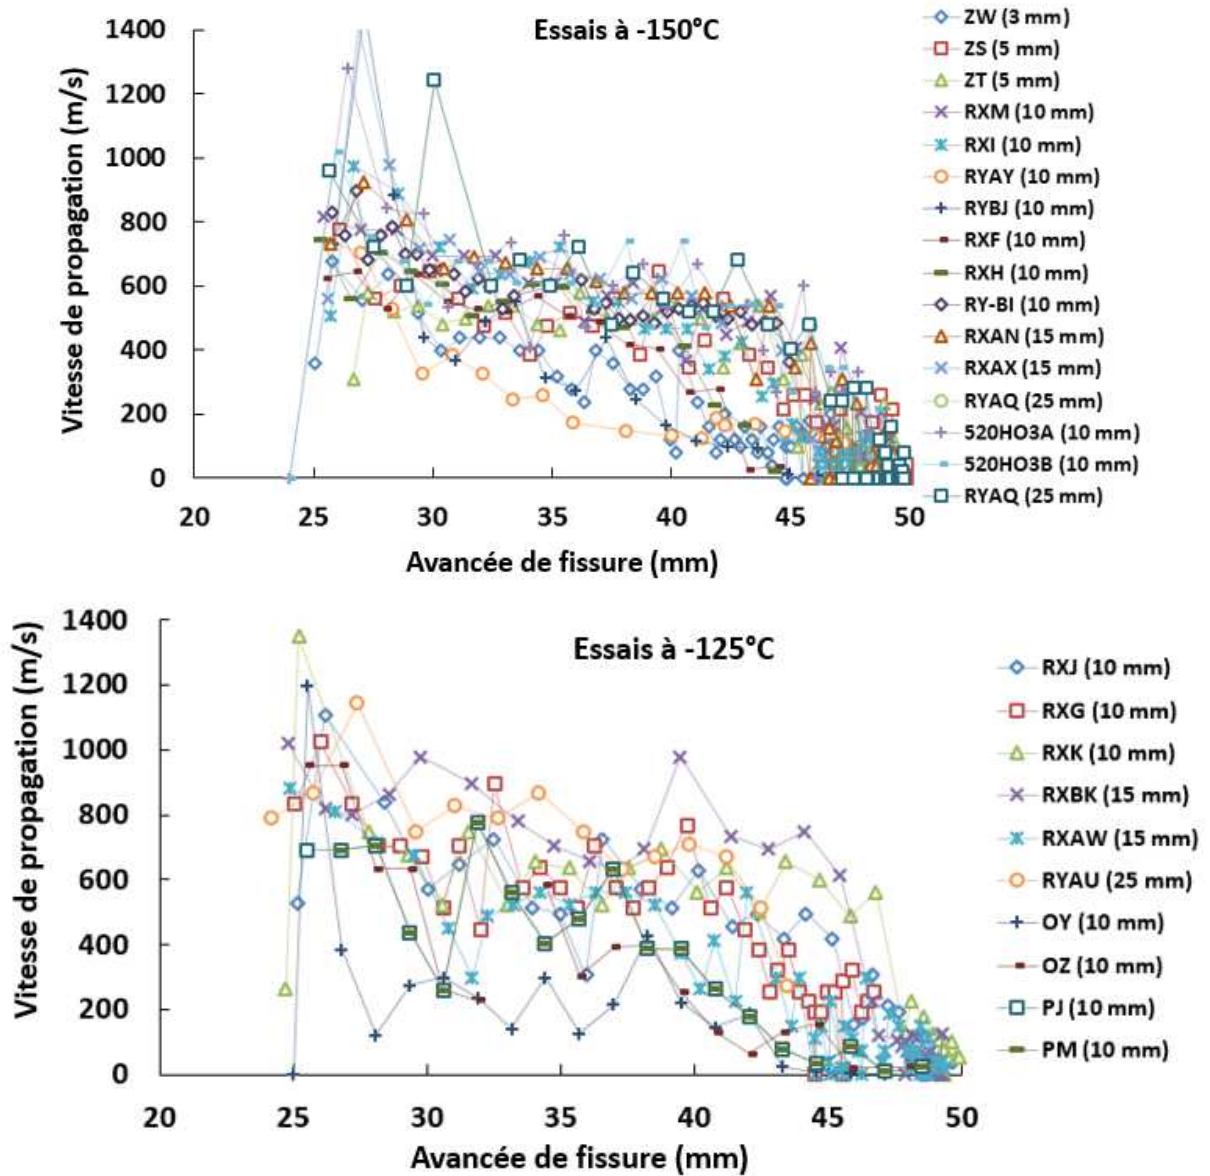 Essais à -150°C
Vitesse de propagation (m/s)
1400
1200
1000
800
600
400
200
0
20 25 30 35 40 45 50
Avancée de fissure (mm)
ZW (3 mm)
ZS (5 mm)
ZT (5 mm)
RXM (10 mm)
RXI (10 mm)
RYAY (10 mm)
RYBJ (10 mm)
RXF (10 mm)
RXH (10 mm)
RY-BI (10 mm)
RXAN (15 mm)
RXAX (15 mm)
RYAQ (25 mm)
520HO3A (10 mm)
520HO3B (10 mm)
RYAQ (25 mm)
Essais à -125°C
Vitesse de propagation (m/s)
1400
1200
1000
800
600
400
200
0
20 25 30 35 40 45 50
Avancée de fissure (mm)
RXJ (10 mm)
RXG (10 mm)
RXK (10 mm)
RXBK (15 mm)
RXAW (15 mm)
RYAU (25 mm)
OY (10 mm)
OZ (10 mm)
PJ (10 mm)
PM (10 mm)